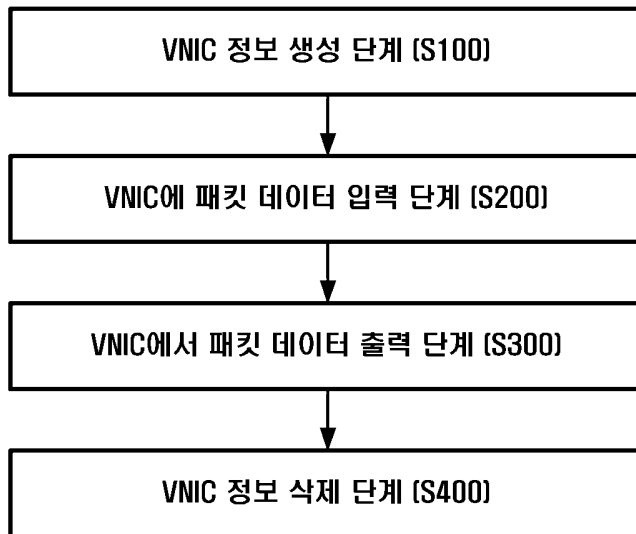 VNIC 정보 생성 단계 (S100)
VNIC에 패킷 데이터 입력 단계 (S200)
VNIC에서 패킷 데이터 출력 단계 (S300)
VNIC 정보 삭제 단계 (S400)